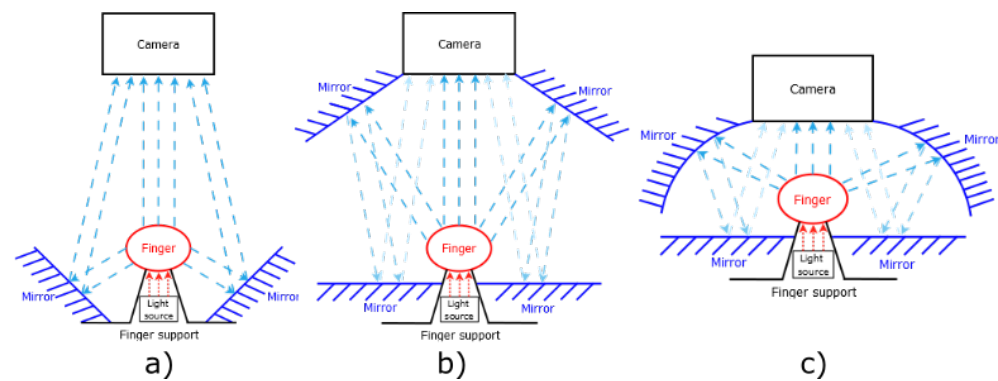 Camera
Mirror
Mirror
Finger
Light
source
Finger support
a)
Camera
Mirror
Mirror
Finger
Mirror
Mirror
Light
source
Finger support
b)
Camera
Mirror
Mirror
Finger
Mirror
Mirror
Light
source
Finger support
c)